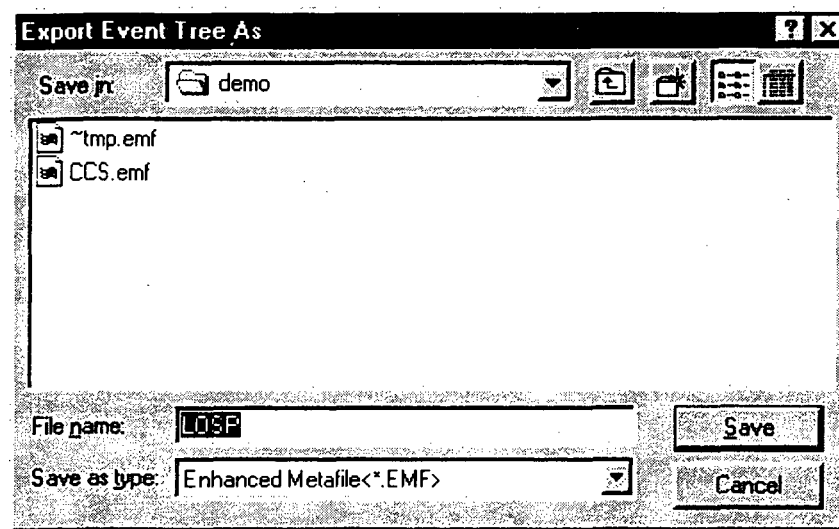 Export Event Tree As
Save in: demo
~tmp.emf
CCS.emf
File name: LOSP Save
Save as type: Enhanced Metafile<*.EMF> Cancel